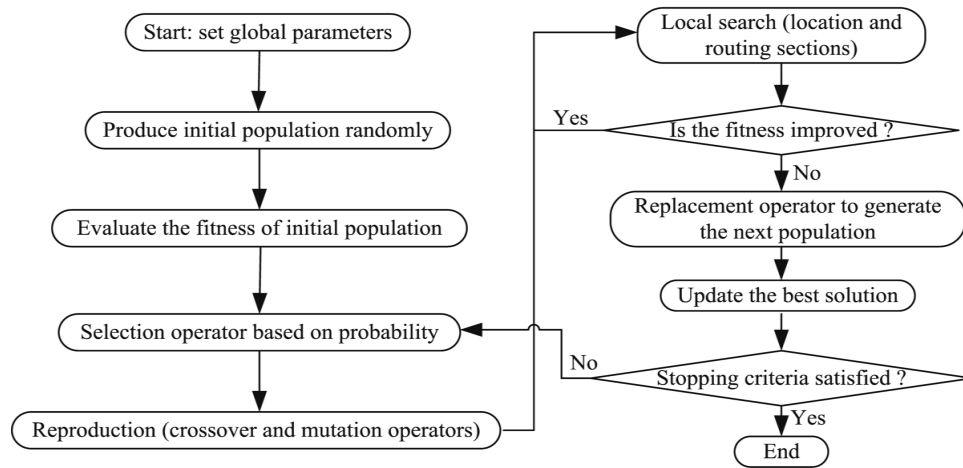 Start: set global parameters
Produce initial population randomly
Evaluate the fitness of initial population
Selection operator based on probability
Reproduction (crossover and mutation operators)
Local search (location and
routing sections)
Is the fitness improved ?
Yes
No
Replacement operator to generate
the next population
Update the best solution
Stopping criteria satisfied ?
No
Yes
End